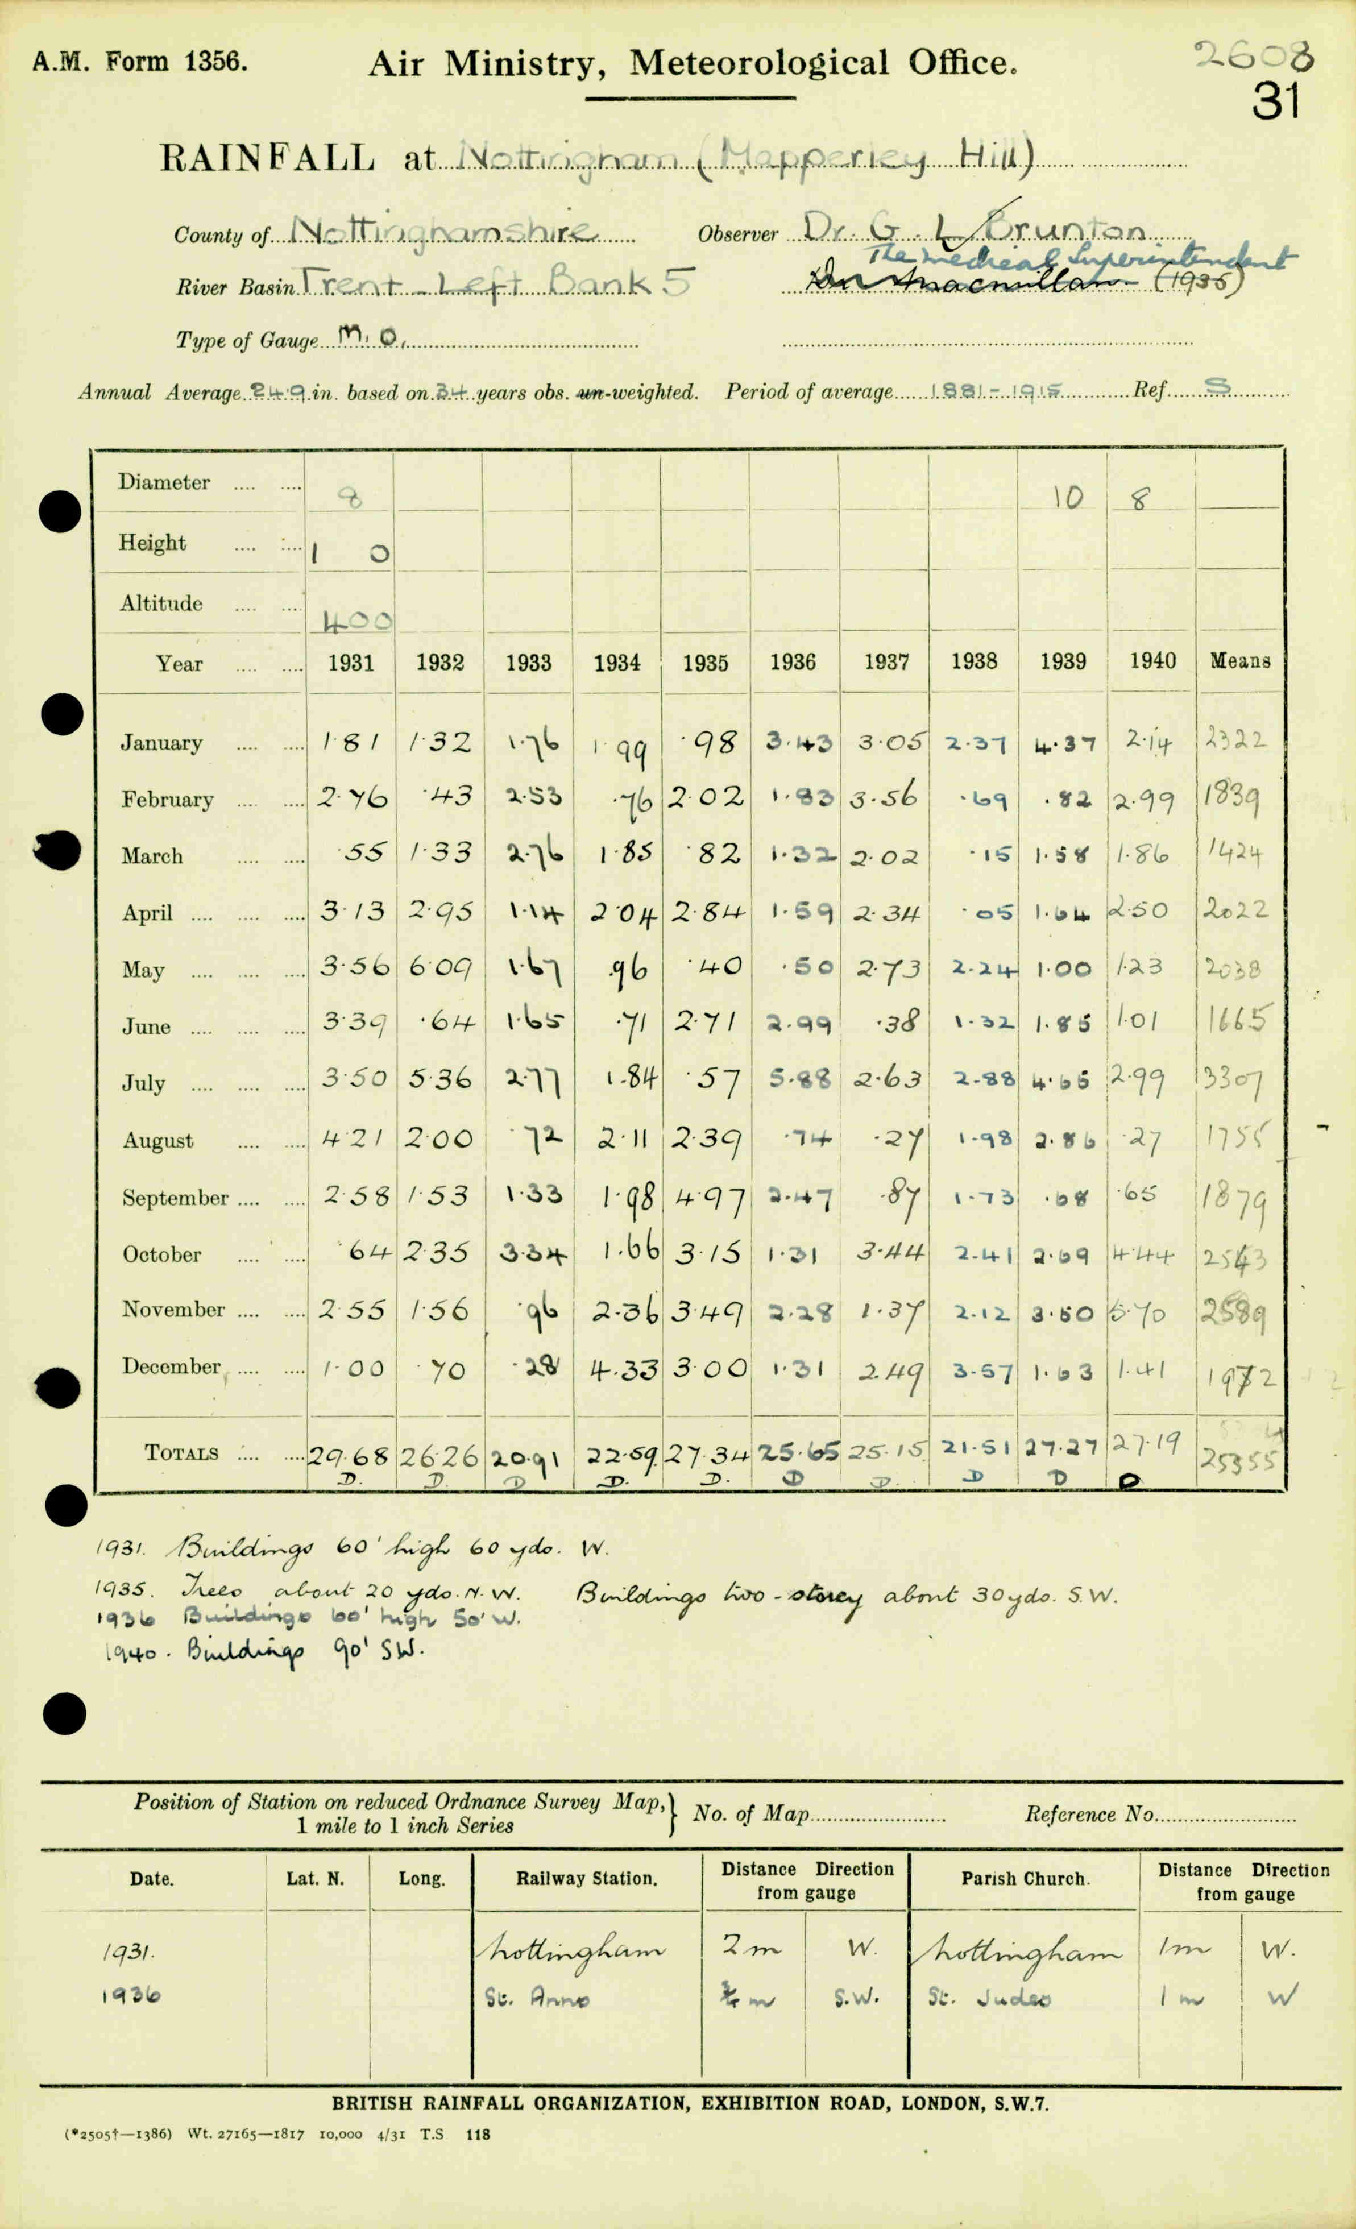 A.M. Form 1356. Air Ministry, Meteorological Office. 2608
31
RAINFALL at Nottingham (Mapperley Hill)
County of Nottinghamshire Observer Dr. G. L Brunton
The Medical Superintendent
River Basin Trent - Left Bank 5 Dr Macmillan (1935)
Type of Gauge M.O.
Annual Average 24.9 in. based on 34 years obs. un-weighted. Period of average 1881-1915 Ref. S
Diameter 8 10 8
Height 1 0
Altitude 400
Year 1931 1932 1933 1934 1935 1936 1937 1938 1939 1940 Means
January 1.81 1.32 1.76 1.99 .98 3.43 3.05 2.37 4.37 2.14 2322
February 2.76 .43 2.53 .76 2.02 1.83 3.56 .69 .82 2.99 1839
March .55 1.33 2.76 1.85 .82 1.32 2.02 .15 1.58 1.86 1424
April 3.13 2.95 1.14 2.04 2.84 1.59 2.34 .05 1.64 2.50 2022
May 3.56 6.09 1.67 .96 .40 .50 2.73 2.24 1.00 1.23 2038
June 3.39 .64 1.65 .71 2.71 2.99 .38 1.32 1.85 1.01 1665
July 3.50 5.36 2.77 1.84 .57 5.88 2.63 2.88 4.65 2.99 3307
August 4.21 2.00 .72 2.11 2.39 .74 .27 1.98 2.86 .27 1755
September 2.58 1.53 1.33 1.98 4.97 2.47 .87 1.73 .68 .65 1879
October .64 2.35 3.34 1.66 3.15 1.31 3.44 2.41 2.69 4.44 2543
November 2.55 1.56 .96 2.36 3.49 2.28 1.37 2.12 3.50 5.70 2589
December 1.00 .70 .28 4.33 3.00 1.31 2.49 3.57 1.63 1.41 1972
TOTALS 29.68 26.26 20.91 22.59 27.34 25.65 25.15 21.51 27.27 27.19 25355
D. D. D D. D. D D. D D D
1931. Buildings 60' high 60 yds. W.
1935. Trees about 20 yds. N.W. Buildings two-storey about 30 yds. S.W.
1936 Buildings 60' high 50' W.
1940. Buildings 90' SW.
Position of Station on reduced Ordnance Survey Map, 1 mile to 1 inch Series } No. of Map Reference No.
Date. Lat. N. Long. Railway Station. Distance Direction from gauge Parish Church. Distance Direction from gauge
1931. Nottingham 2 m W. Nottingham 1 m W.
1936 St. Anns ¾ m S.W. St. Judes 1 m W
BRITISH RAINFALL ORGANIZATION, EXHIBITION ROAD, LONDON, S.W.7.
(*2505†—1386) Wt. 27165—1817 10,000 4/31 T.S 118